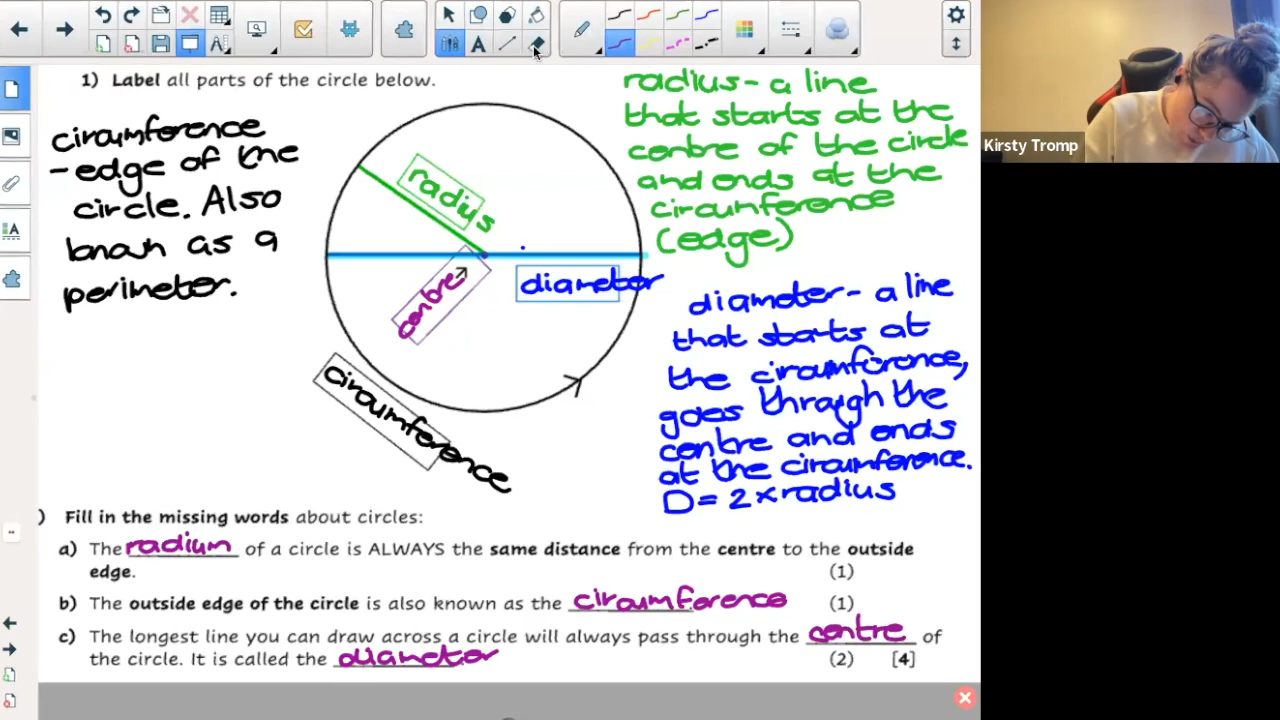 1) Label all parts of the circle below.
circumference
- edge of the
circle. Also
known as a
perimeter.
radius
centre
diameter
circumference
radius - a line
that starts at the
centre of the circle
and ends at the
circumference
(edge)
diameter - a line
that starts at
the circumference,
goes through the
centre and ends
at the circumference.
D = 2 x radius
Kirsty Tromp
) Fill in the missing words about circles:
a) The radium of a circle is ALWAYS the same distance from the centre to the outside
edge. (1)
b) The outside edge of the circle is also known as the circumference (1)
c) The longest line you can draw across a circle will always pass through the centre of
the circle. It is called the diameter (2) [4]